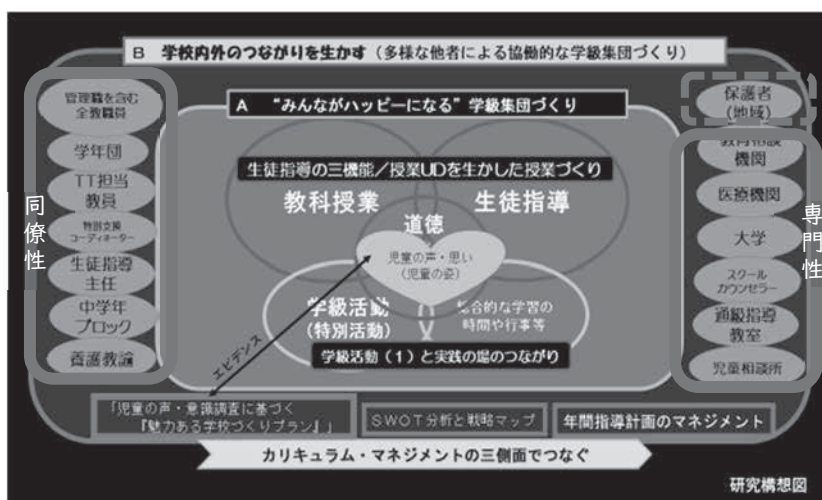 B 学校内外のつながりを生かす（多様な他者による協働的な学級集団づくり）
A “みんながハッピーになる”学級集団づくり
管理職を含む
全教職員
学年団
TT担当
教員
特別支援
コーディネーター
生徒指導
主任
中学年
ブロック
養護教諭
同僚性
生徒指導の三機能／授業UDを生かした授業づくり
教科授業
生徒指導
道徳
児童の声・思い
（児童の姿）
学級活動
（特別活動）
総合的な学習の
時間や行事等
学級活動（1）と実践の場のつながり
エビデンス
保護者
（地域）
教育相談
機関
医療機関
大学
スクール
カウンセラー
通級指導
教室
児童相談所
専門性
「児童の声・意識調査に基づく
『魅力ある学校づくりプラン』」
SWOT分析と戦略マップ
年間指導計画のマネジメント
カリキュラム・マネジメントの三側面でつなぐ
研究構想図